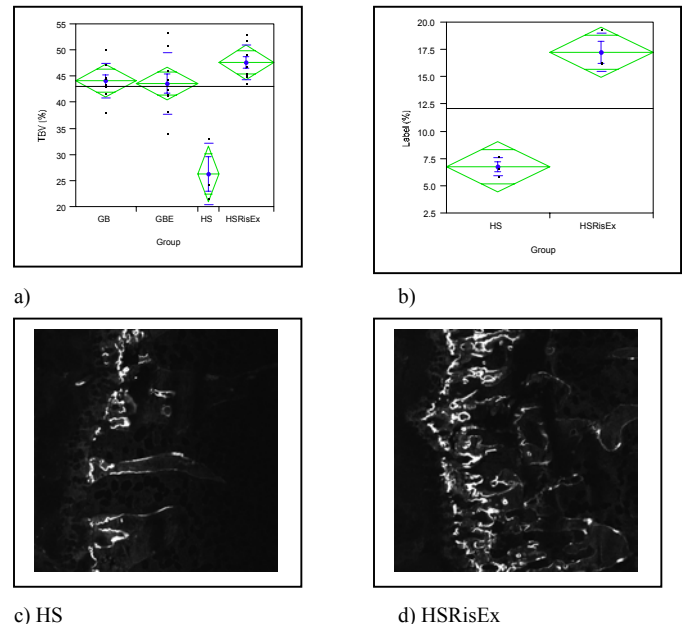 55
50
45
40
35
30
25
20
TBV (%)
GB GBE HS HSRisEx
Group
20.0
17.5
15.0
12.5
10.0
7.5
5.0
2.5
Label (%)
HS HSRisEx
Group
a) b)
c) HS d) HSRisEx